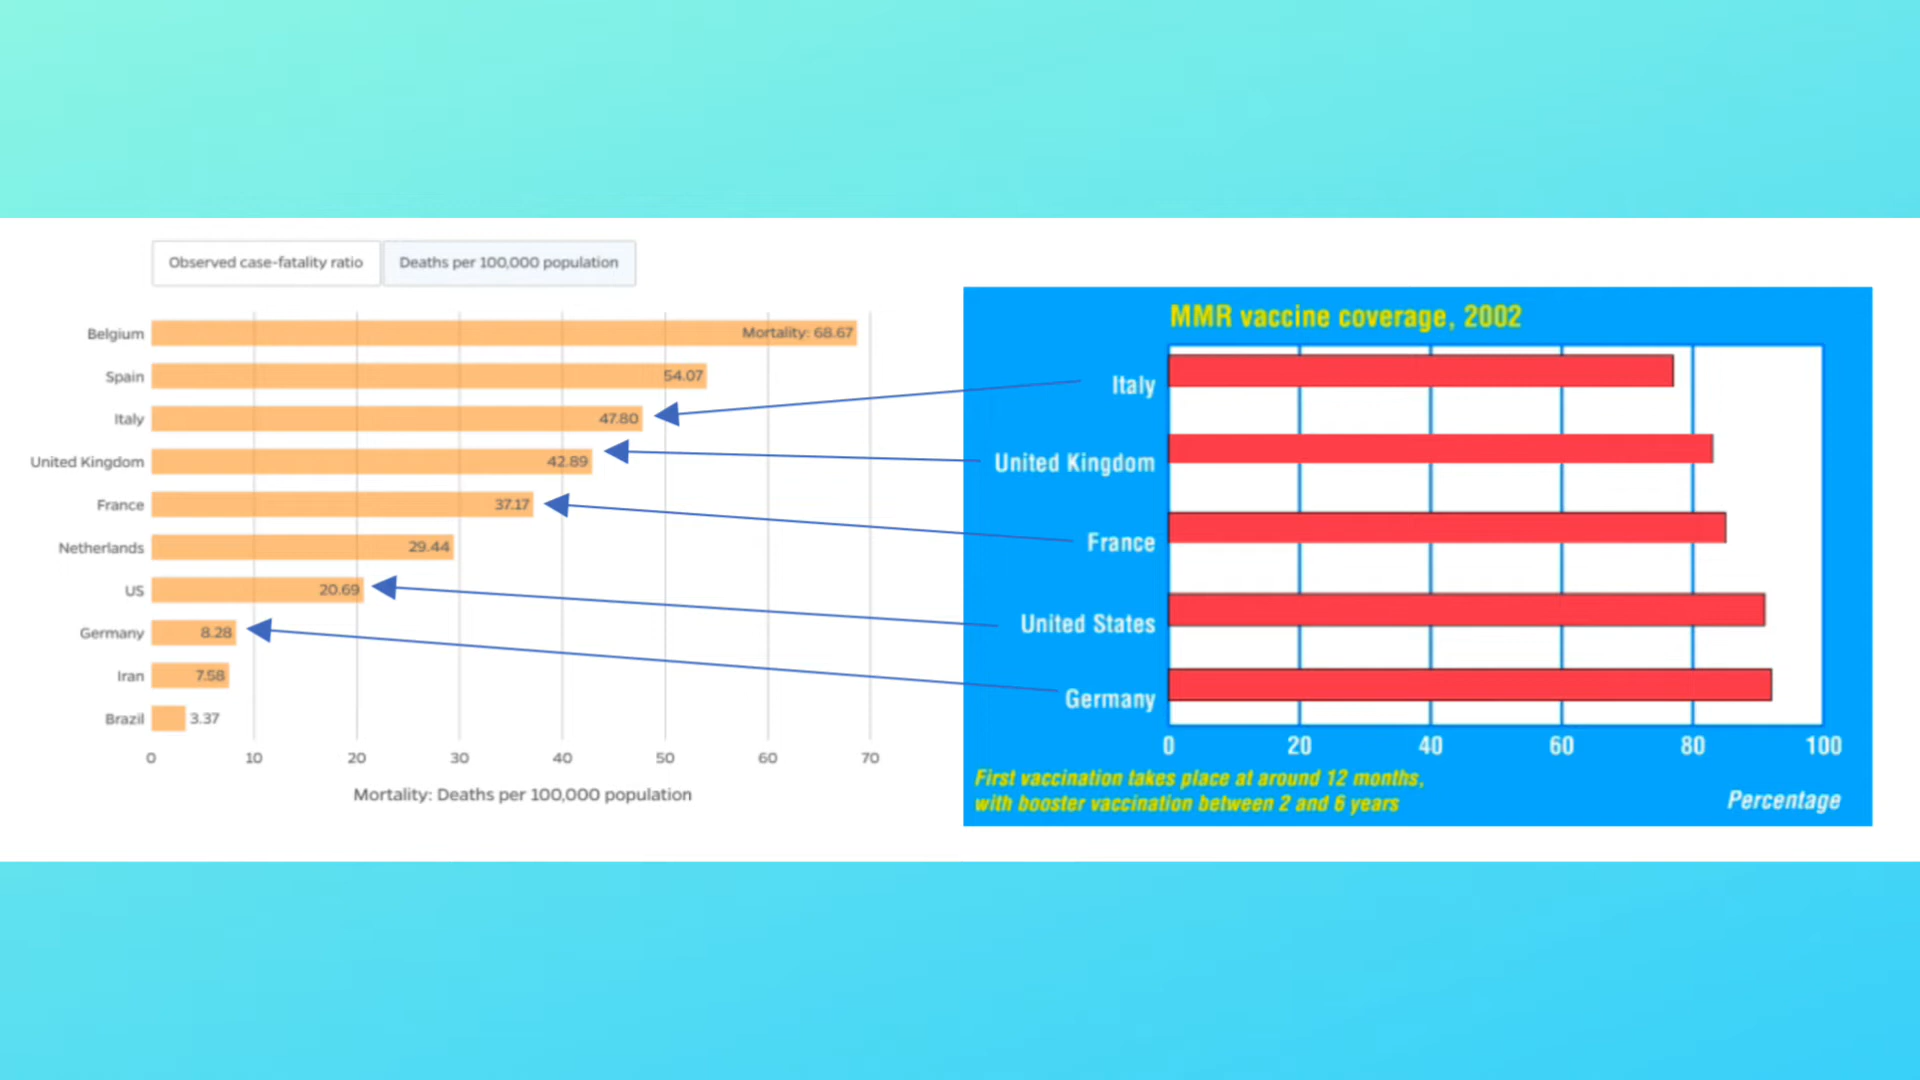 Observed case-fatality ratio
Deaths per 100,000 population
Belgium Mortality: 68.67
Spain 54.07
Italy 47.80
United Kingdom 42.89
France 37.17
Netherlands 29.44
US 20.69
Germany 8.28
Iran 7.58
Brazil 3.37
0 10 20 30 40 50 60 70
Mortality: Deaths per 100,000 population
MMR vaccine coverage, 2002
Italy
United Kingdom
France
United States
Germany
0 20 40 60 80 100
First vaccination takes place at around 12 months,
with booster vaccination between 2 and 6 years
Percentage